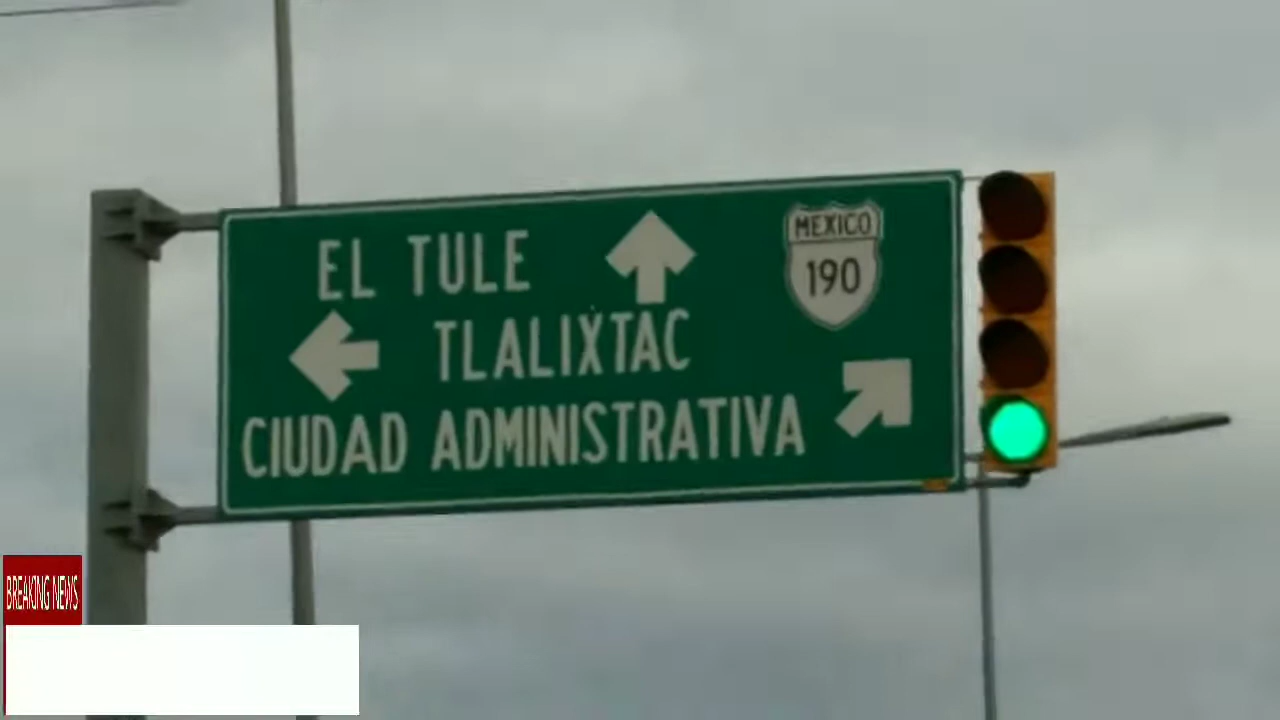 EL TULE
MEXICO
190
TLALIXTAC
CIUDAD ADMINISTRATIVA
BREAKING NEWS